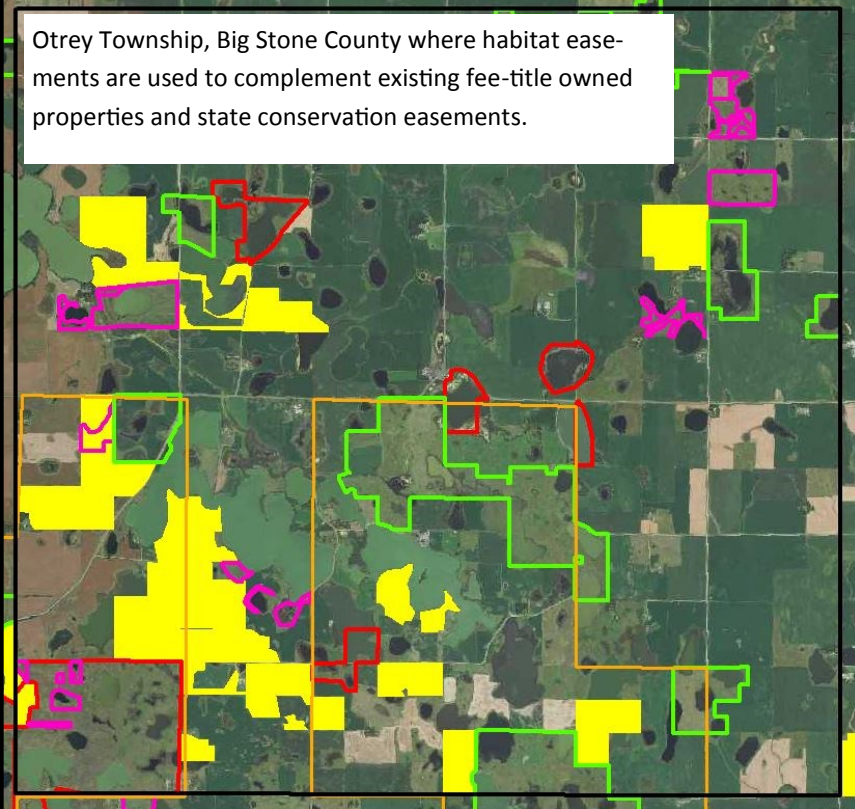 Otrey Township, Big Stone County where habitat ease-
ments are used to complement existing fee-title owned
properties and state conservation easements.